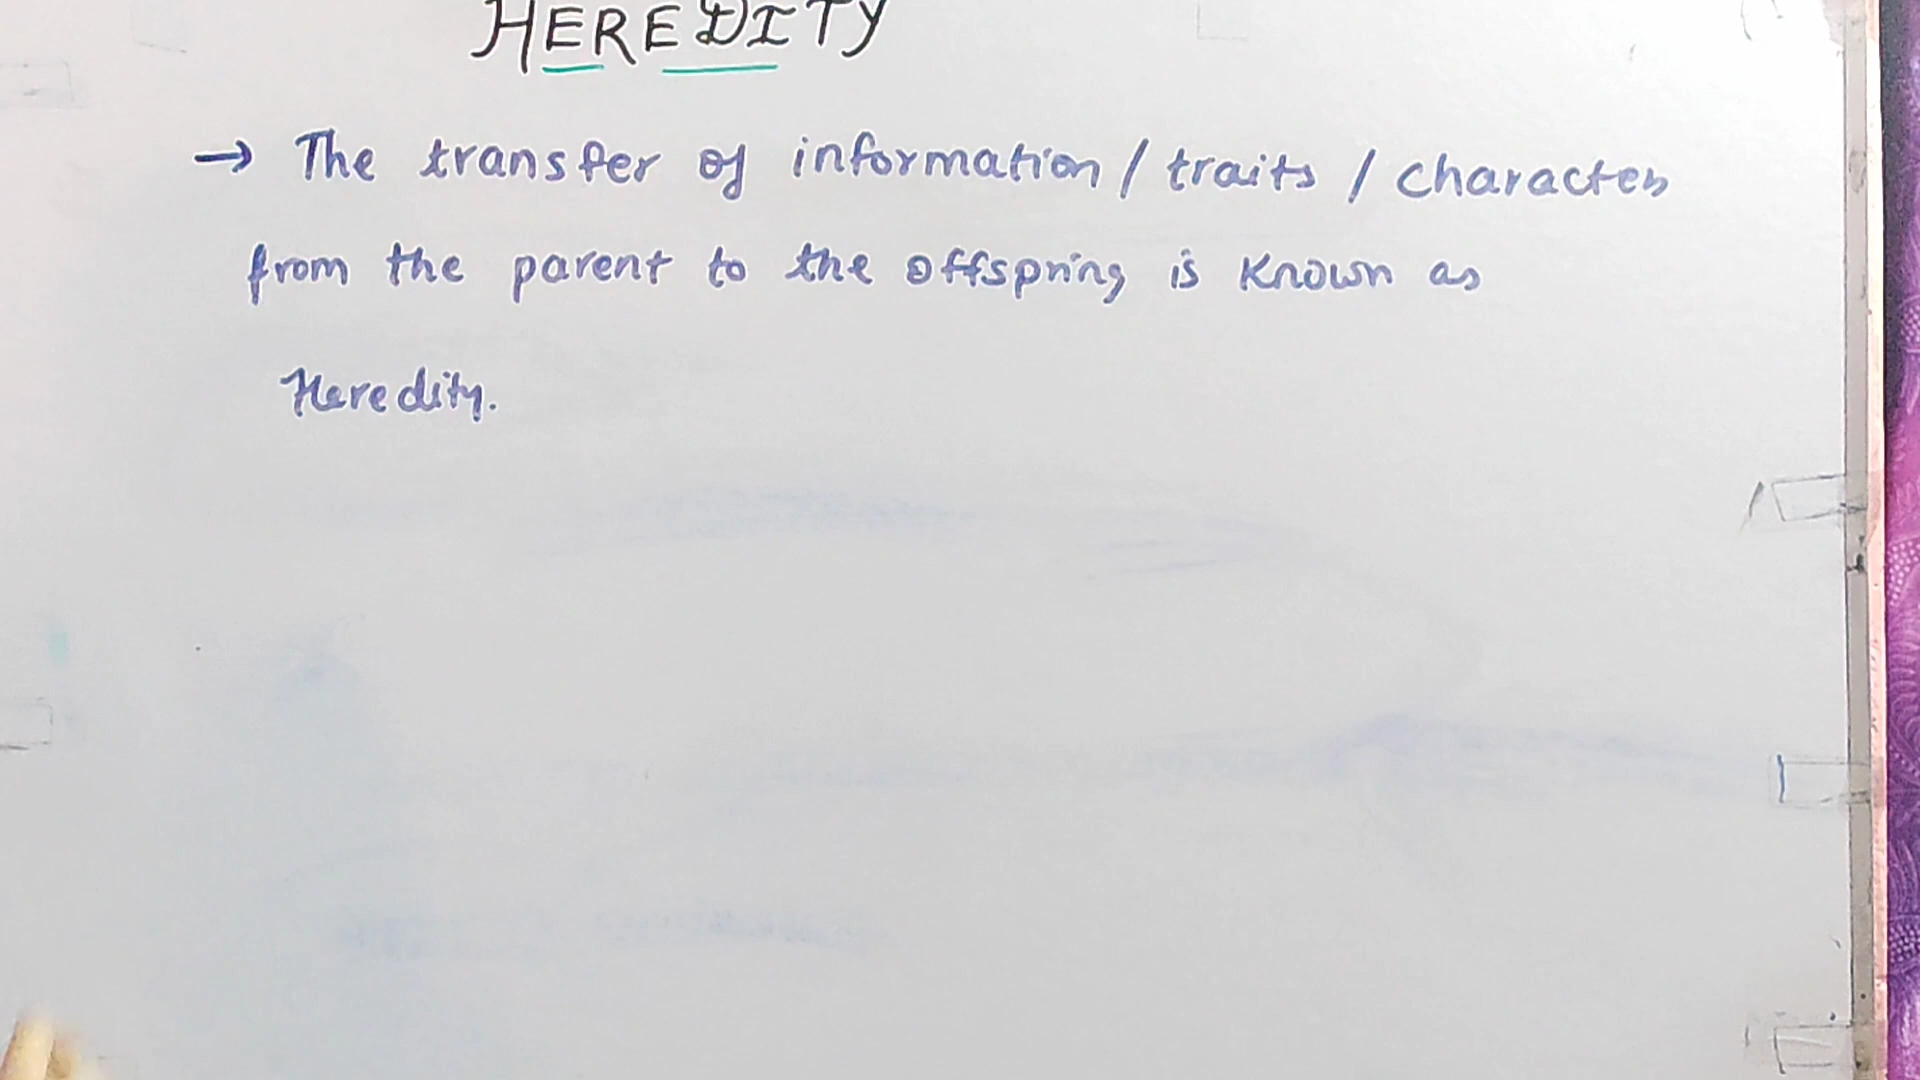 HEREDITY
→ The transfer of information / traits / characters
from the parent to the offspring is known as
Heredity.